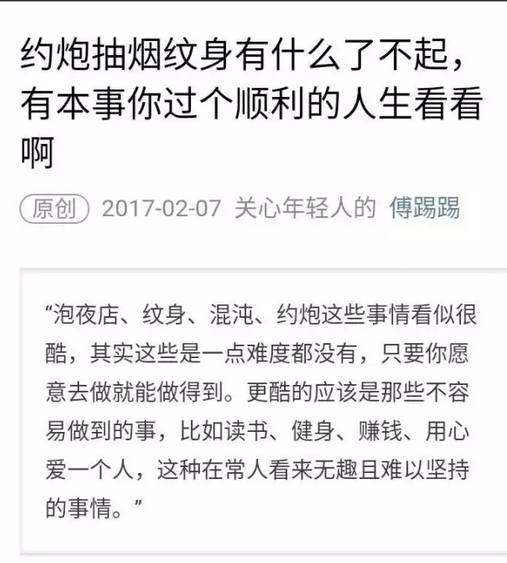 约炮抽烟纹身有什么了不起，
有本事你过个顺利的人生看看
啊
原创 2017-02-07 关心年轻人的 傅踢踢
“泡夜店、纹身、混沌、约炮这些事情看似很
酷，其实这些是一点难度都没有，只要你愿
意去做就能做得到。更酷的应该是那些不容
易做到的事，比如读书、健身、赚钱、用心
爱一个人，这种在常人看来无趣且难以坚持
的事情。”